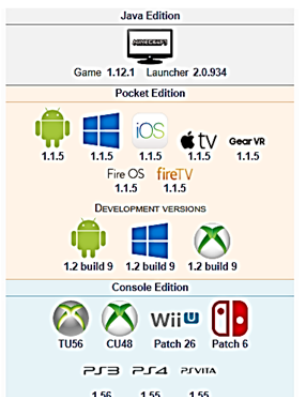 Java Edition
MINECRAFT
Game 1.12.1 Launcher 2.0.934
Pocket Edition
iOS tv Gear VR
1.1.5 1.1.5 1.1.5 1.1.5 1.1.5
Fire OS fireTV
1.1.5 1.1.5
DEVELOPMENT VERSIONS
1.2 build 9 1.2 build 9 1.2 build 9
Console Edition
WiiU
TU56 CU48 Patch 26 Patch 6
PS3 PS4 PSVITA
1.56 1.55 1.55